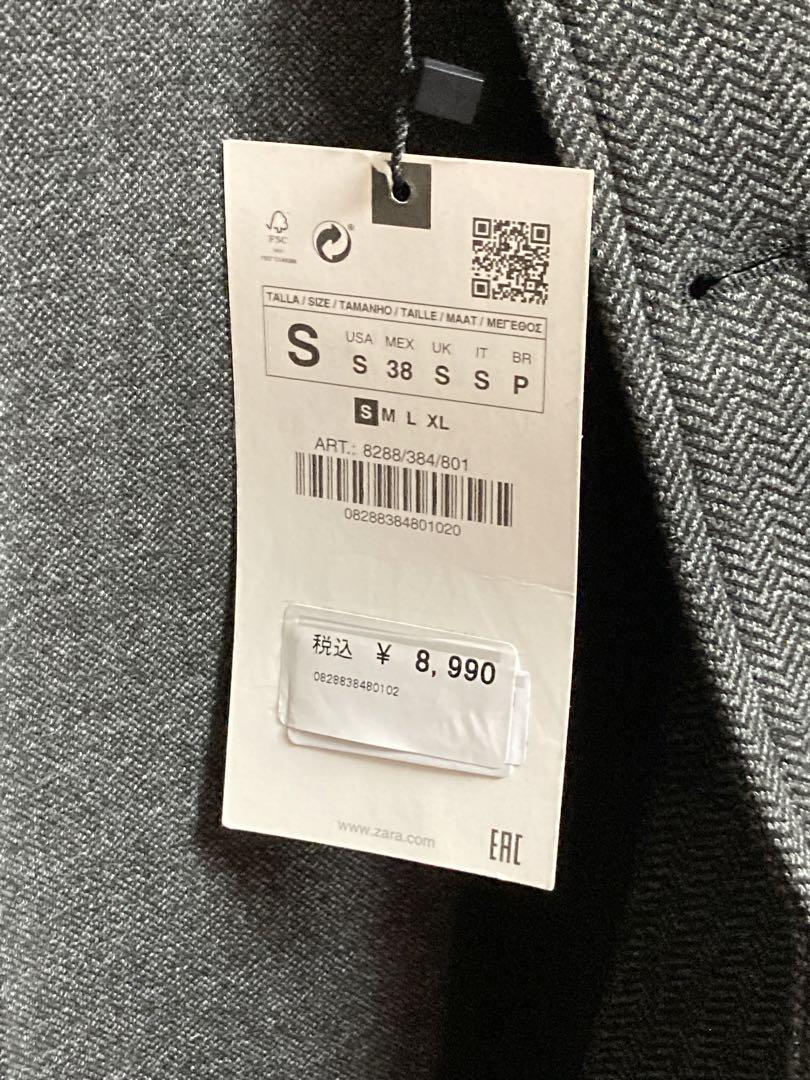 FSC
TALLA / SIZE / TAMANHO / TAILLE / MAAT / ΜΕΓΕΘΟΣ
S USA MEX UK IT BR
S 38 S S P
S M L XL
ART.: 8288/384/801
08288384801020
税込 ¥ 8,990
0828838480102
www.zara.com
EAC